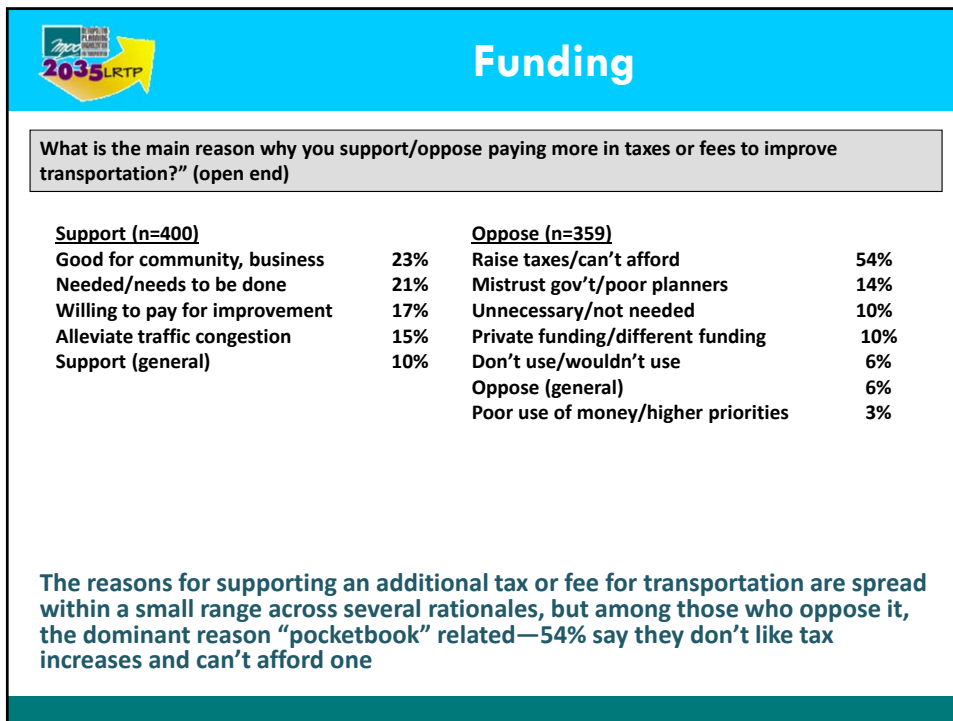 mpo METROPOLITAN
PLANNING
ORGANIZATION
2035 LRTP
Funding
What is the main reason why you support/oppose paying more in taxes or fees to improve
transportation?” (open end)
Support (n=400)
Good for community, business 23%
Needed/needs to be done 21%
Willing to pay for improvement 17%
Alleviate traffic congestion 15%
Support (general) 10%
Oppose (n=359)
Raise taxes/can’t afford 54%
Mistrust gov’t/poor planners 14%
Unnecessary/not needed 10%
Private funding/different funding 10%
Don’t use/wouldn’t use 6%
Oppose (general) 6%
Poor use of money/higher priorities 3%
The reasons for supporting an additional tax or fee for transportation are spread
within a small range across several rationales, but among those who oppose it,
the dominant reason “pocketbook” related—54% say they don’t like tax
increases and can’t afford one